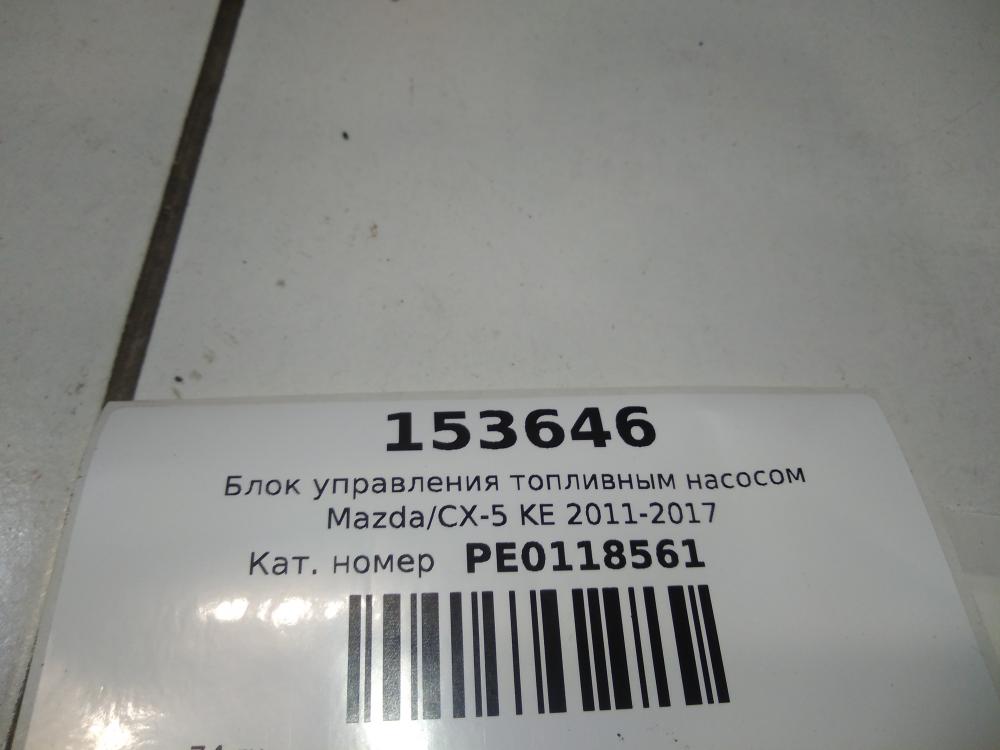 153646
Блок управления топливным насосом
Mazda/CX-5 KE 2011-2017
Кат. номер PE0118561